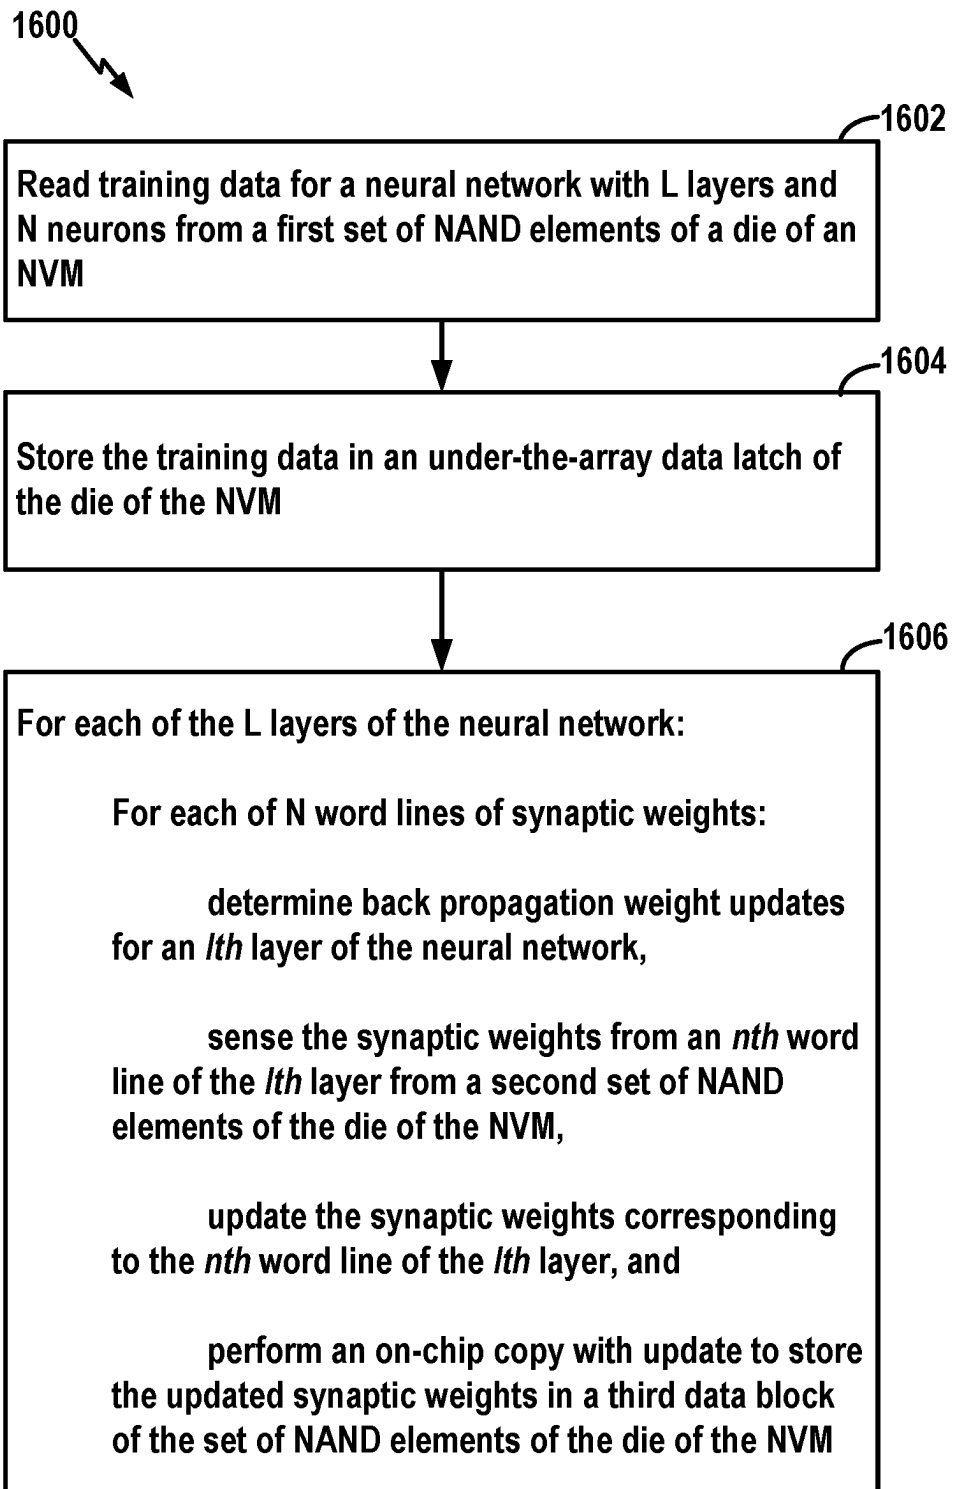 1600
1602
Read training data for a neural network with L layers and
N neurons from a first set of NAND elements of a die of an
NVM
1604
Store the training data in an under-the-array data latch of
the die of the NVM
1606
For each of the L layers of the neural network:
For each of N word lines of synaptic weights:
determine back propagation weight updates
for an lth layer of the neural network,
sense the synaptic weights from an nth word
line of the lth layer from a second set of NAND
elements of the die of the NVM,
update the synaptic weights corresponding
to the nth word line of the lth layer, and
perform an on-chip copy with update to store
the updated synaptic weights in a third data block
of the set of NAND elements of the die of the NVM